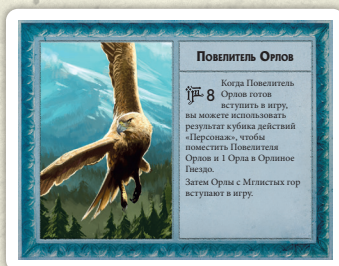 Повелитель Орлов
8 Когда Повелитель
Орлов готов
вступить в игру,
вы можете использовать
результат кубика действий
«Персонаж», чтобы
поместить Повелителя
Орлов и 1 Орла в Орлиное
Гнездо.
Затем Орлы с Мглистых гор
вступают в игру.